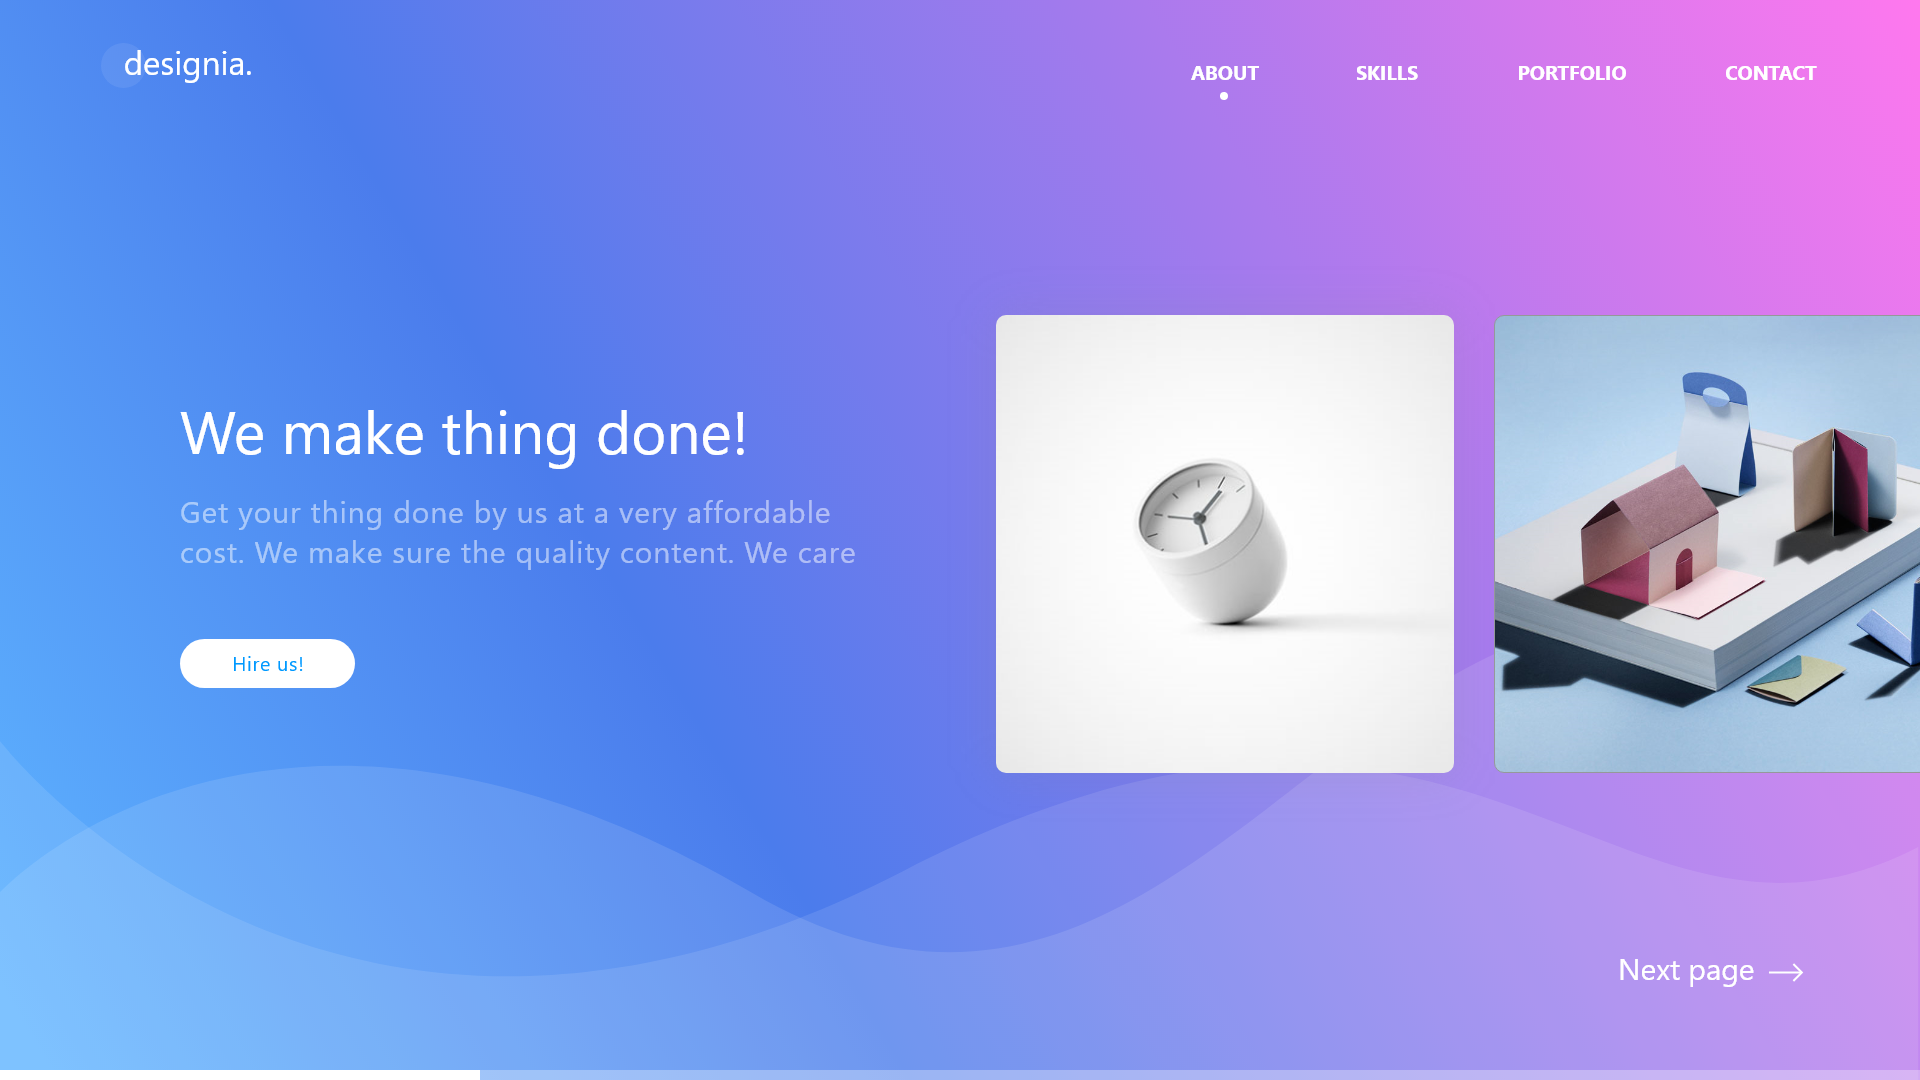 designia.
ABOUT
SKILLS
PORTFOLIO
CONTACT
We make thing done!
Get your thing done by us at a very affordable
cost. We make sure the quality content. We care
Hire us!
Next page